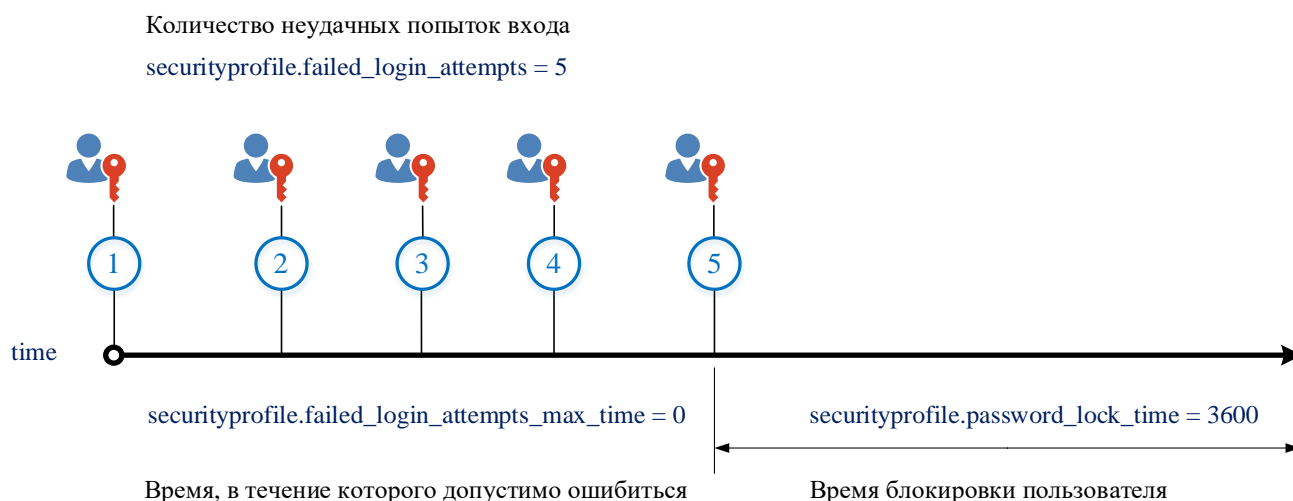 Количество неудачных попыток входа
securityprofile.failed_login_attempts = 5
1 2 3 4 5
time
securityprofile.failed_login_attempts_max_time = 0 securityprofile.password_lock_time = 3600
Время, в течение которого допустимо ошибиться Время блокировки пользователя